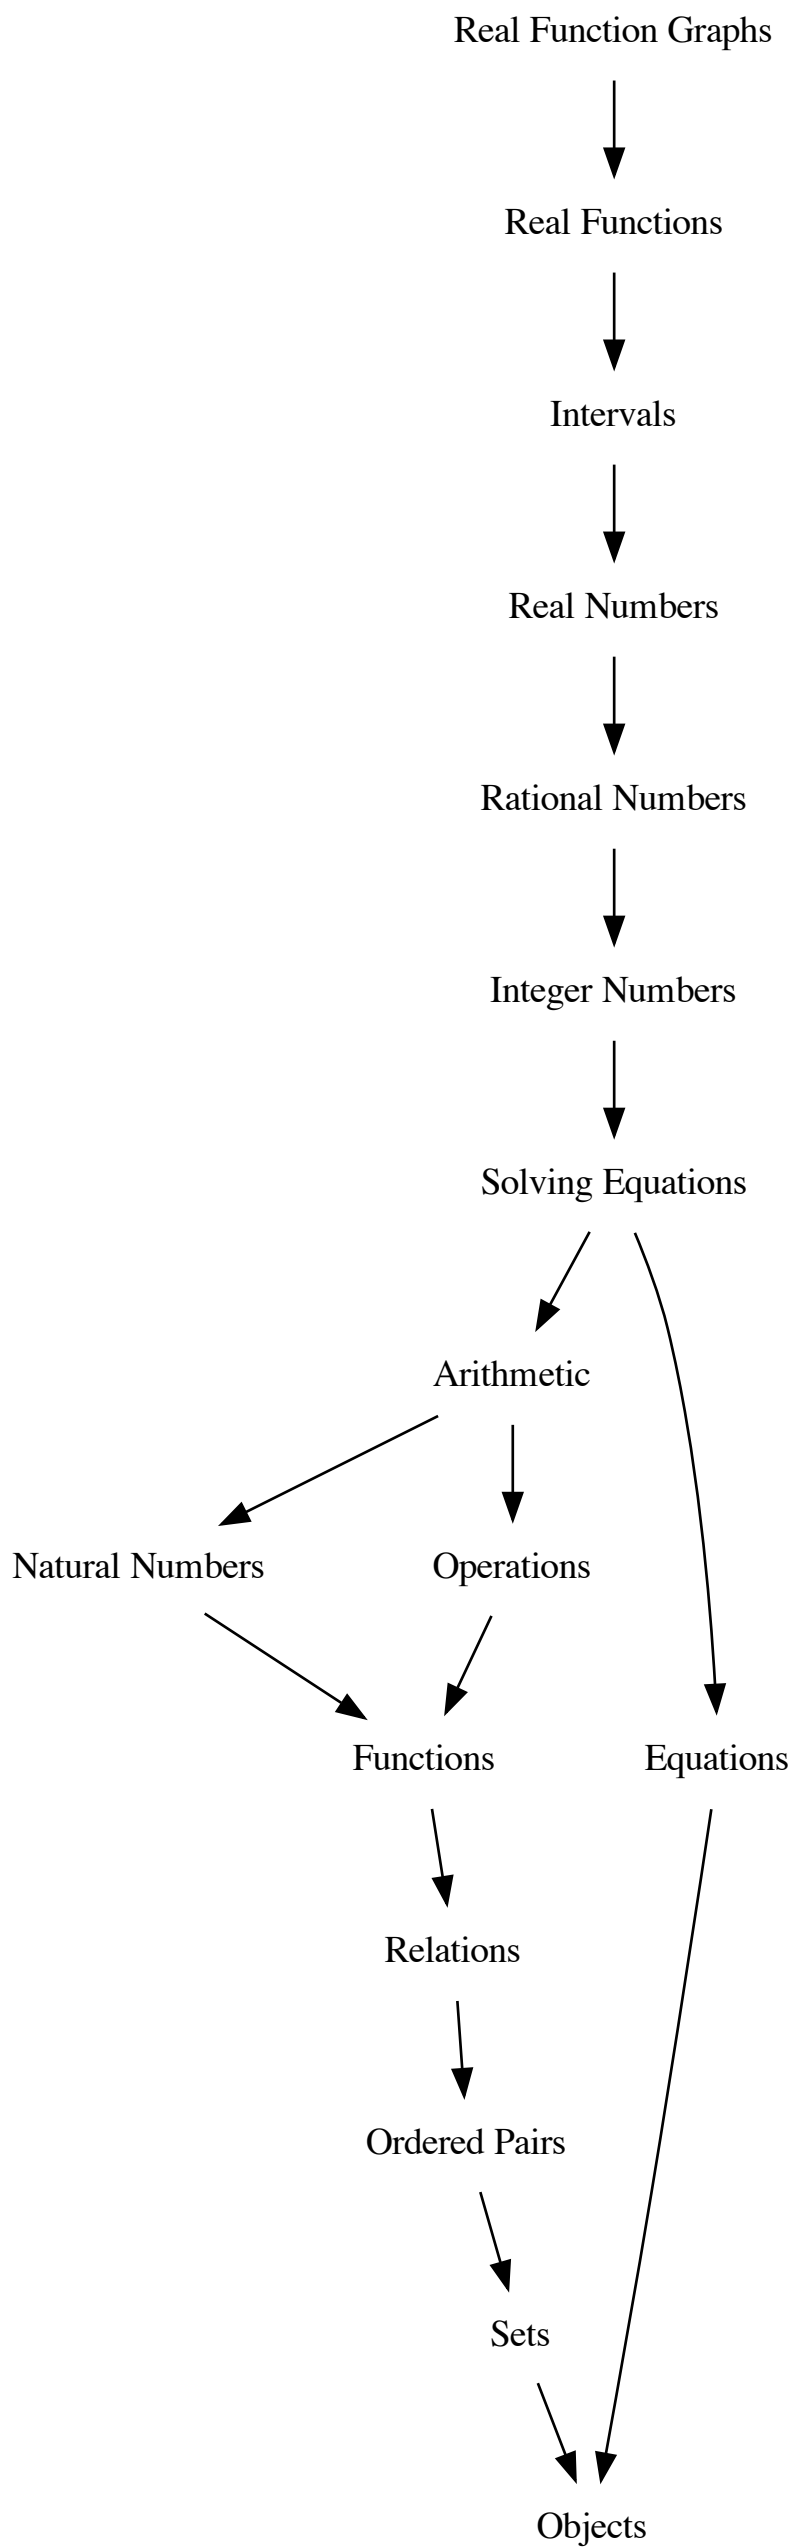 Real Function Graphs
Real Functions
Intervals
Real Numbers
Rational Numbers
Integer Numbers
Solving Equations
Arithmetic
Natural Numbers
Operations
Functions
Equations
Relations
Ordered Pairs
Sets
Objects